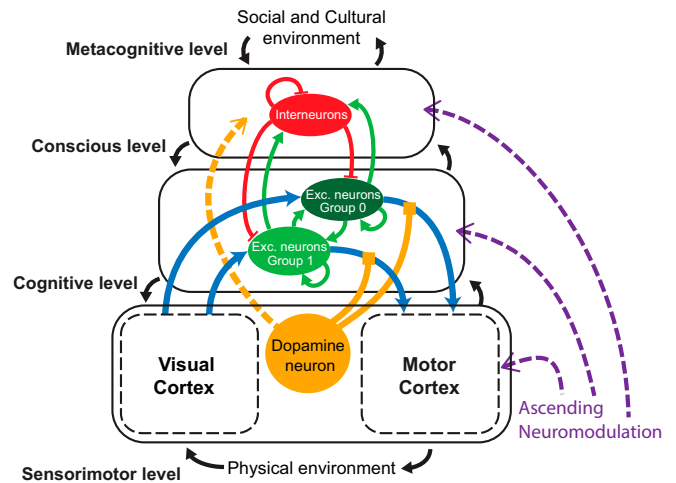 Social and Cultural
environment
Metacognitive level
Interneurons
Conscious level
Exc. neurons
Group 0
Exc. neurons
Group 1
Cognitive level
Visual
Cortex
Dopamine
neuron
Motor
Cortex
Ascending
Neuromodulation
Physical environment
Sensorimotor level